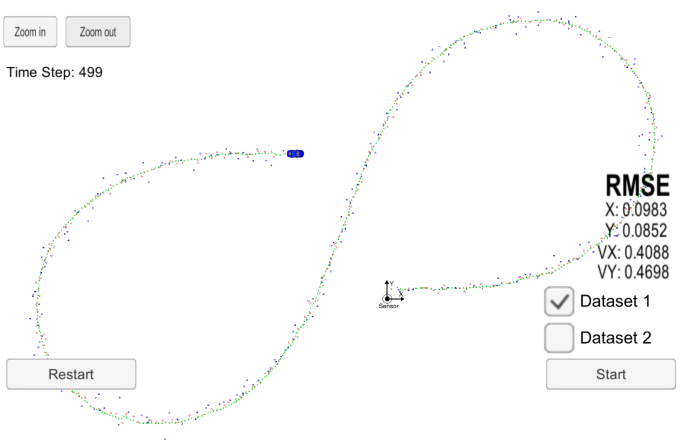 Zoom in
Zoom out
Time Step: 499
RMSE
X: 0.0983
Y: 0.0852
VX: 0.4088
VY: 0.4698
Y
X
Sensor
Dataset 1
Dataset 2
Restart
Start